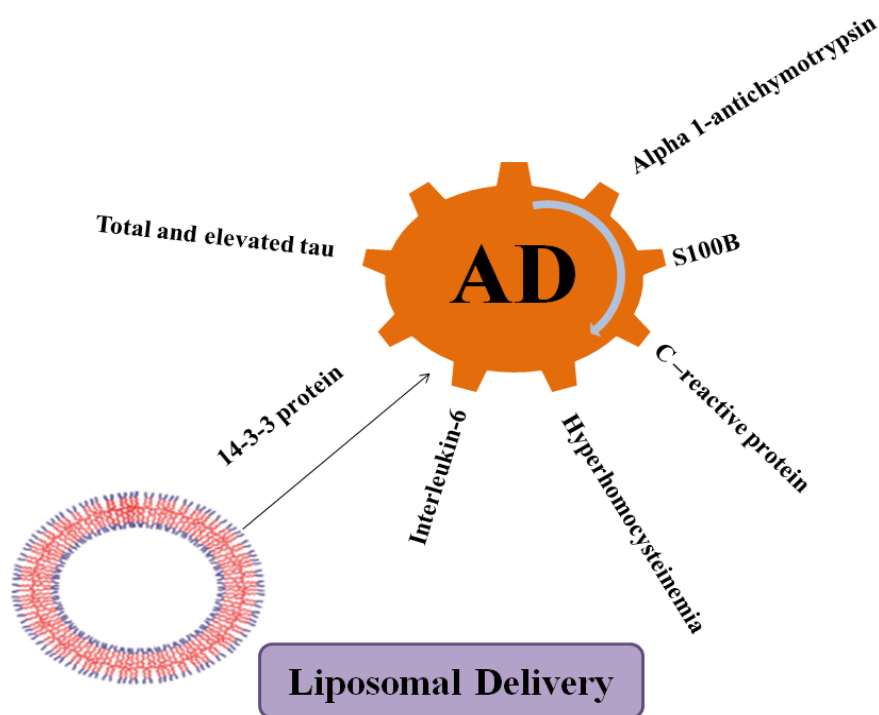 Alpha 1-antichymotrypsin
Total and elevated tau
S100B
AD
C –reactive protein
14-3-3 protein
Interleukin-6
Hyperhomocysteinemia
Liposomal Delivery